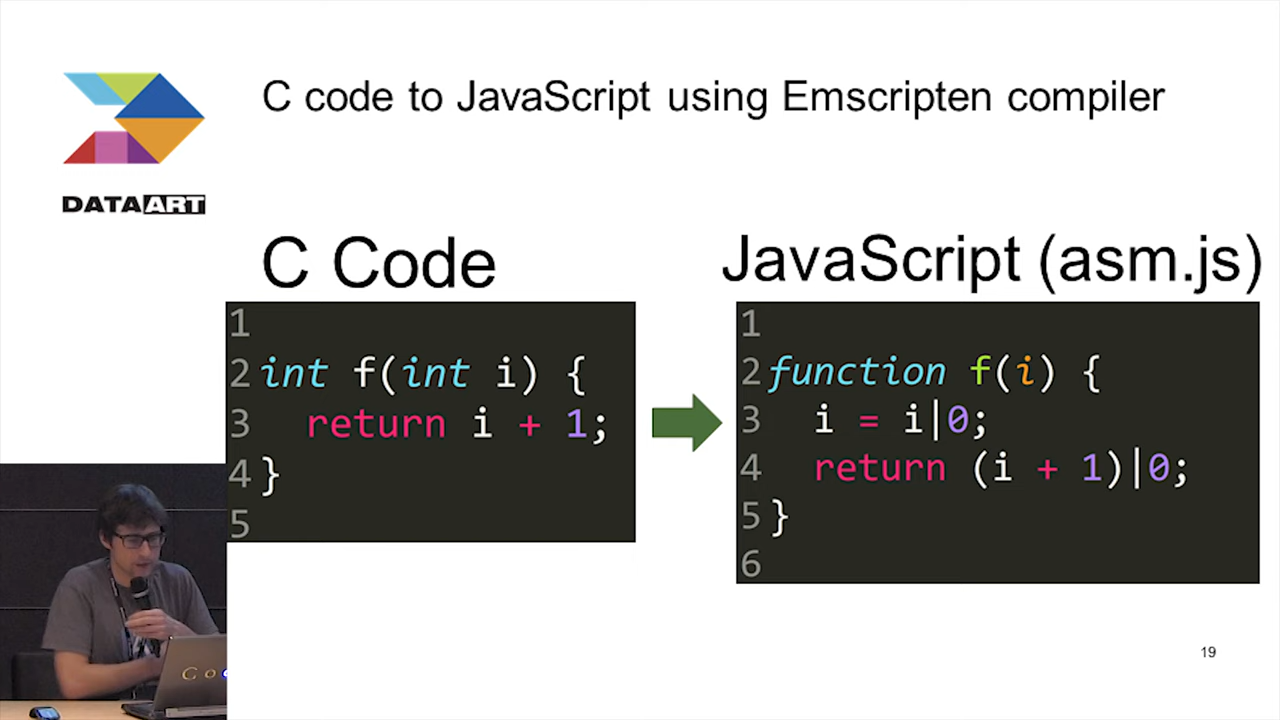 C code to JavaScript using Emscripten compiler
DATAART
C Code
1
2 int f(int i) {
3 return i + 1;
4 }
5
JavaScript (asm.js)
1
2 function f(i) {
3 i = i|0;
4 return (i + 1)|0;
5 }
6
19